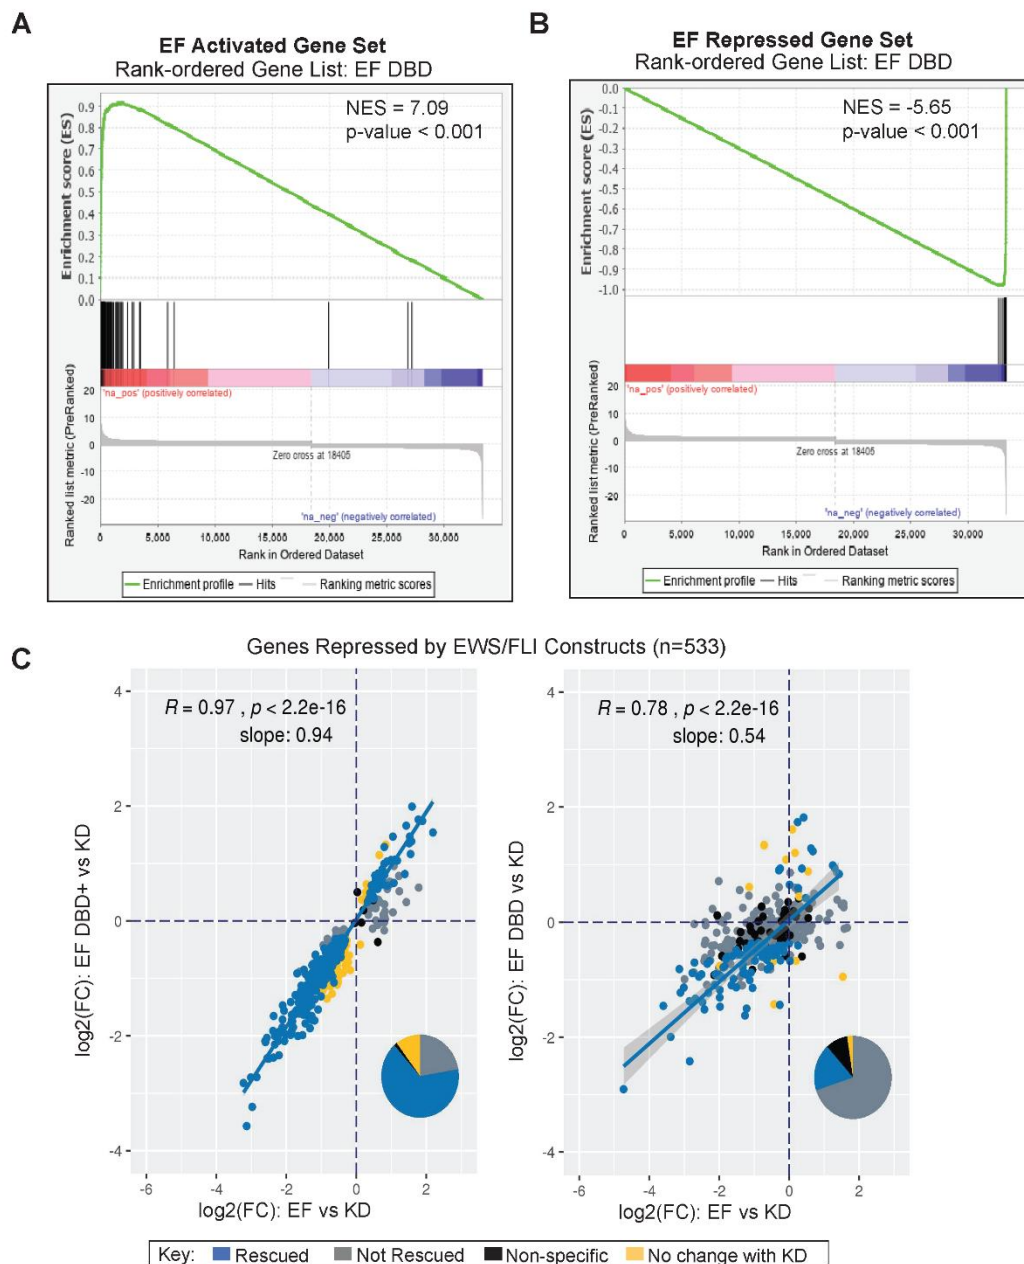 A
EF Activated Gene Set
Rank-ordered Gene List: EF DBD
NES = 7.09
p-value < 0.001
Enrichment score (ES)
0.9
0.8
0.7
0.6
0.5
0.4
0.3
0.2
0.1
0.0
'na_pos' (positively correlated)
Ranked list metric (PreRanked)
20
10
0
-10
-20
Zero cross at 18405
'na_neg' (negatively correlated)
0 5,000 10,000 15,000 20,000 25,000 30,000
Rank in Ordered Dataset
Enrichment profile Hits Ranking metric scores
B
EF Repressed Gene Set
Rank-ordered Gene List: EF DBD
NES = -5.65
p-value < 0.001
Enrichment score (ES)
0.0
-0.1
-0.2
-0.3
-0.4
-0.5
-0.6
-0.7
-0.8
-0.9
-1.0
'na_pos' (positively correlated)
Ranked list metric (PreRanked)
20
10
0
-10
-20
Zero cross at 18405
'na_neg' (negatively correlated)
0 5,000 10,000 15,000 20,000 25,000 30,000
Rank in Ordered Dataset
Enrichment profile Hits Ranking metric scores
C
Genes Repressed by EWS/FLI Constructs (n=533)
R = 0.97 , p < 2.2e-16
slope: 0.94
log2(FC): EF DBD+ vs KD
4
2
0
-2
-4
-6 -4 -2 0 2
log2(FC): EF vs KD
R = 0.78 , p < 2.2e-16
slope: 0.54
log2(FC): EF DBD vs KD
4
2
0
-2
-4
-6 -4 -2 0 2
log2(FC): EF vs KD
Key: Rescued Not Rescued Non-specific No change with KD